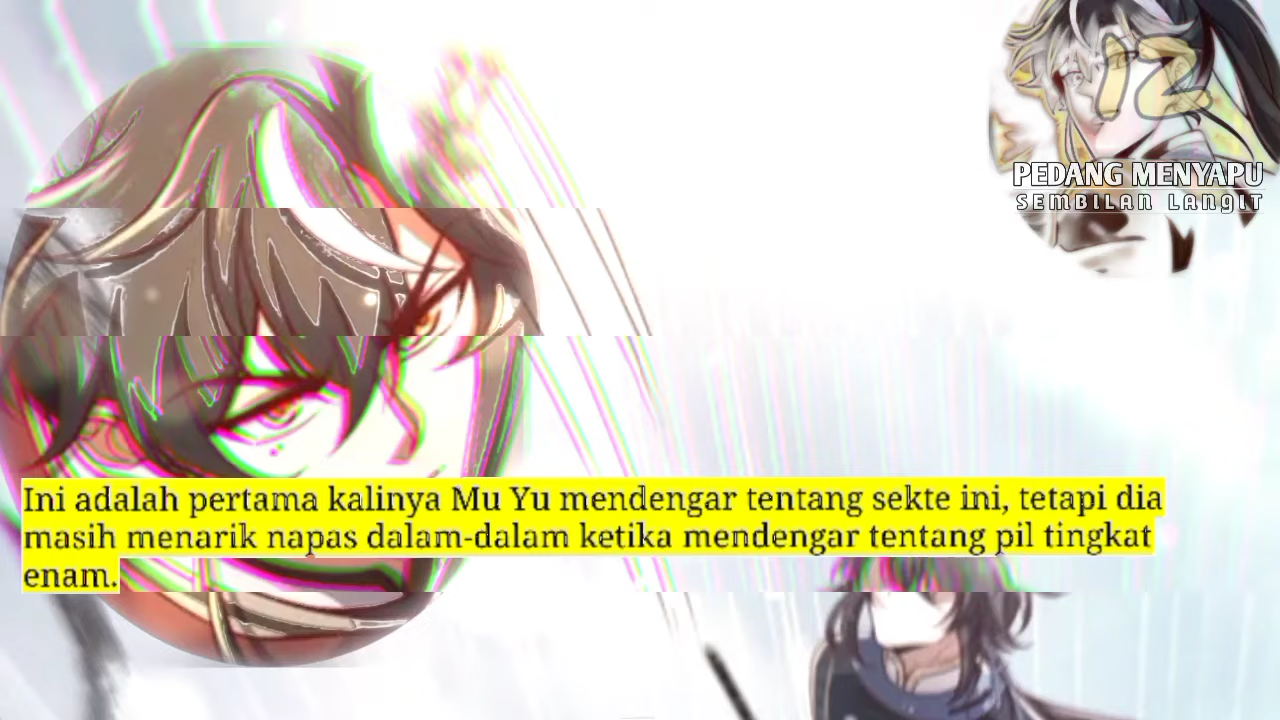 12
PEDANG MENYAPU
SEMBILAN LANGIT
Ini adalah pertama kalinya Mu Yu mendengar tentang sekte ini, tetapi dia
masih menarik napas dalam-dalam ketika mendengar tentang pil tingkat
enam.